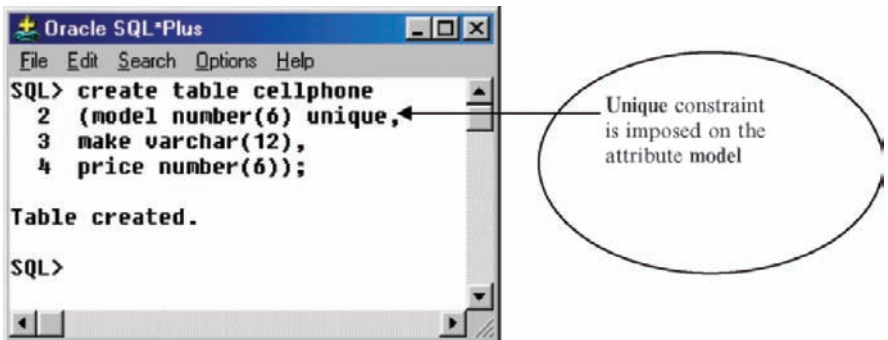 Oracle SQL*Plus
File Edit Search Options Help
SQL> create table cellphone
2 (model number(6) unique,
3 make varchar(12),
4 price number(6));
Table created.
SQL>
Unique constraint
is imposed on the
attribute model